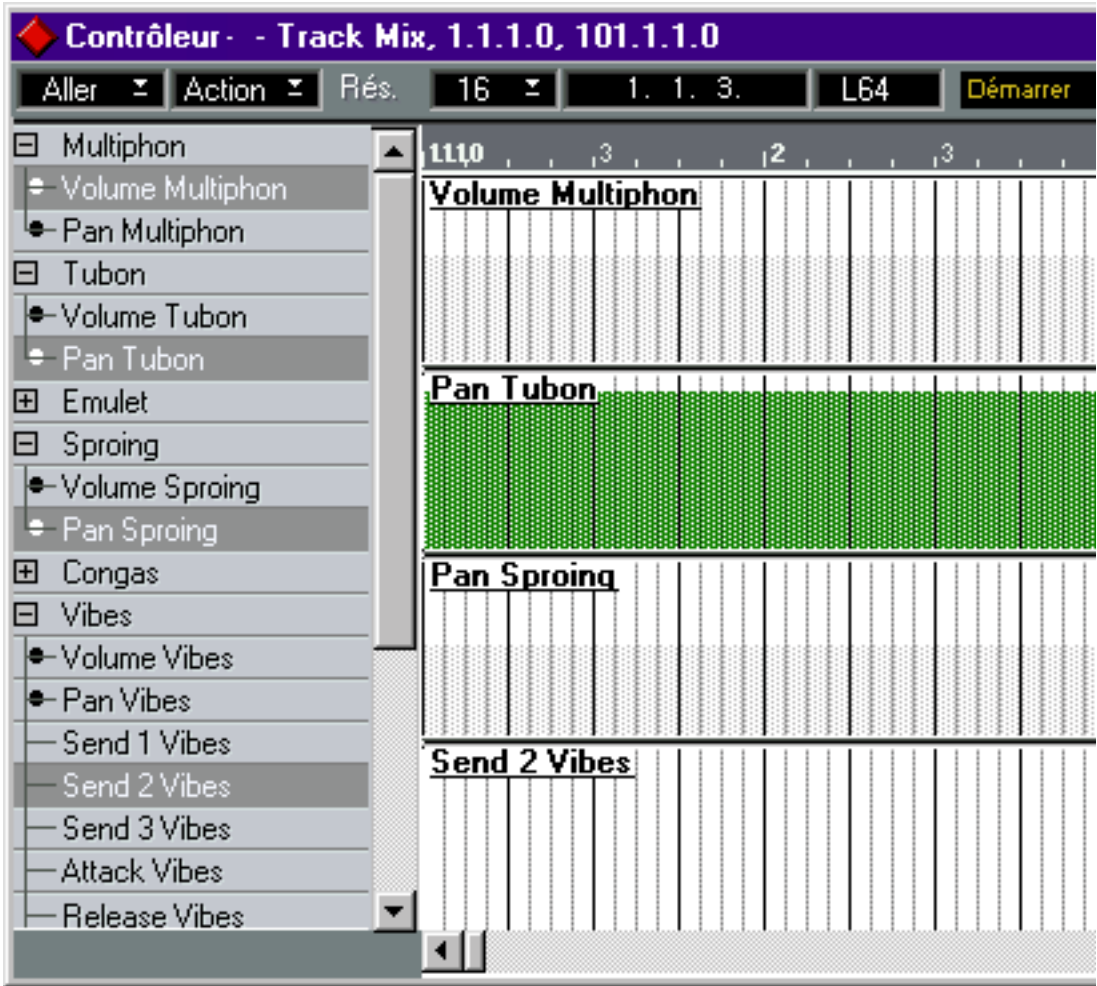 Contrôleur - - Track Mix, 1.1.1.0, 101.1.1.0
Aller Action Rés. 16 1. 1. 3. L64 Démarrer
Multiphon
Volume Multiphon
Pan Multiphon
Tubon
Volume Tubon
Pan Tubon
Emulet
Sproing
Volume Sproing
Pan Sproing
Congas
Vibes
Volume Vibes
Pan Vibes
Send 1 Vibes
Send 2 Vibes
Send 3 Vibes
Attack Vibes
Release Vibes
1.1.1,0 3 2 3
Volume Multiphon
Pan Tubon
Pan Sproing
Send 2 Vibes